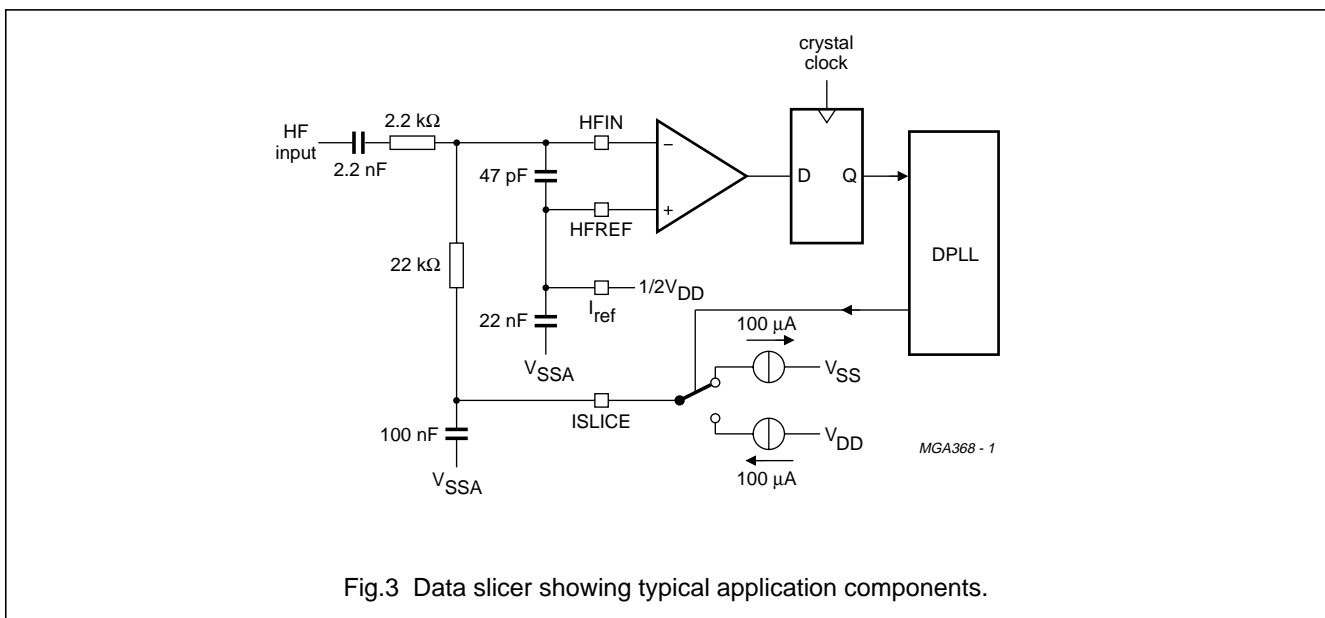 crystal
clock
2.2 kΩ
HF
input
2.2 nF
HFIN
−
47 pF
D
Q
+
HFREF
DPLL
22 kΩ
1/2VDD
Iref
22 nF
100 µA
VSSA
VSS
ISLICE
100 nF
VDD
MGA368 - 1
VSSA
100 µA
Fig.3 Data slicer showing typical application components.